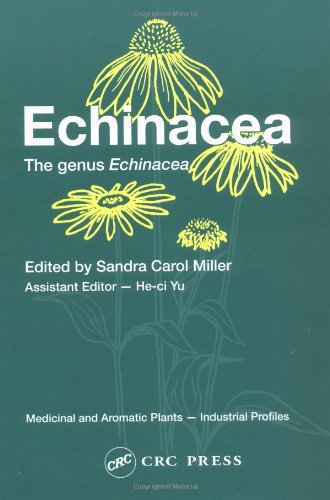 Echinacea
The genus Echinacea
Edited by Sandra Carol Miller
Assistant Editor — He-ci Yu
Medicinal and Aromatic Plants — Industrial Profiles
CRC CRC PRESS